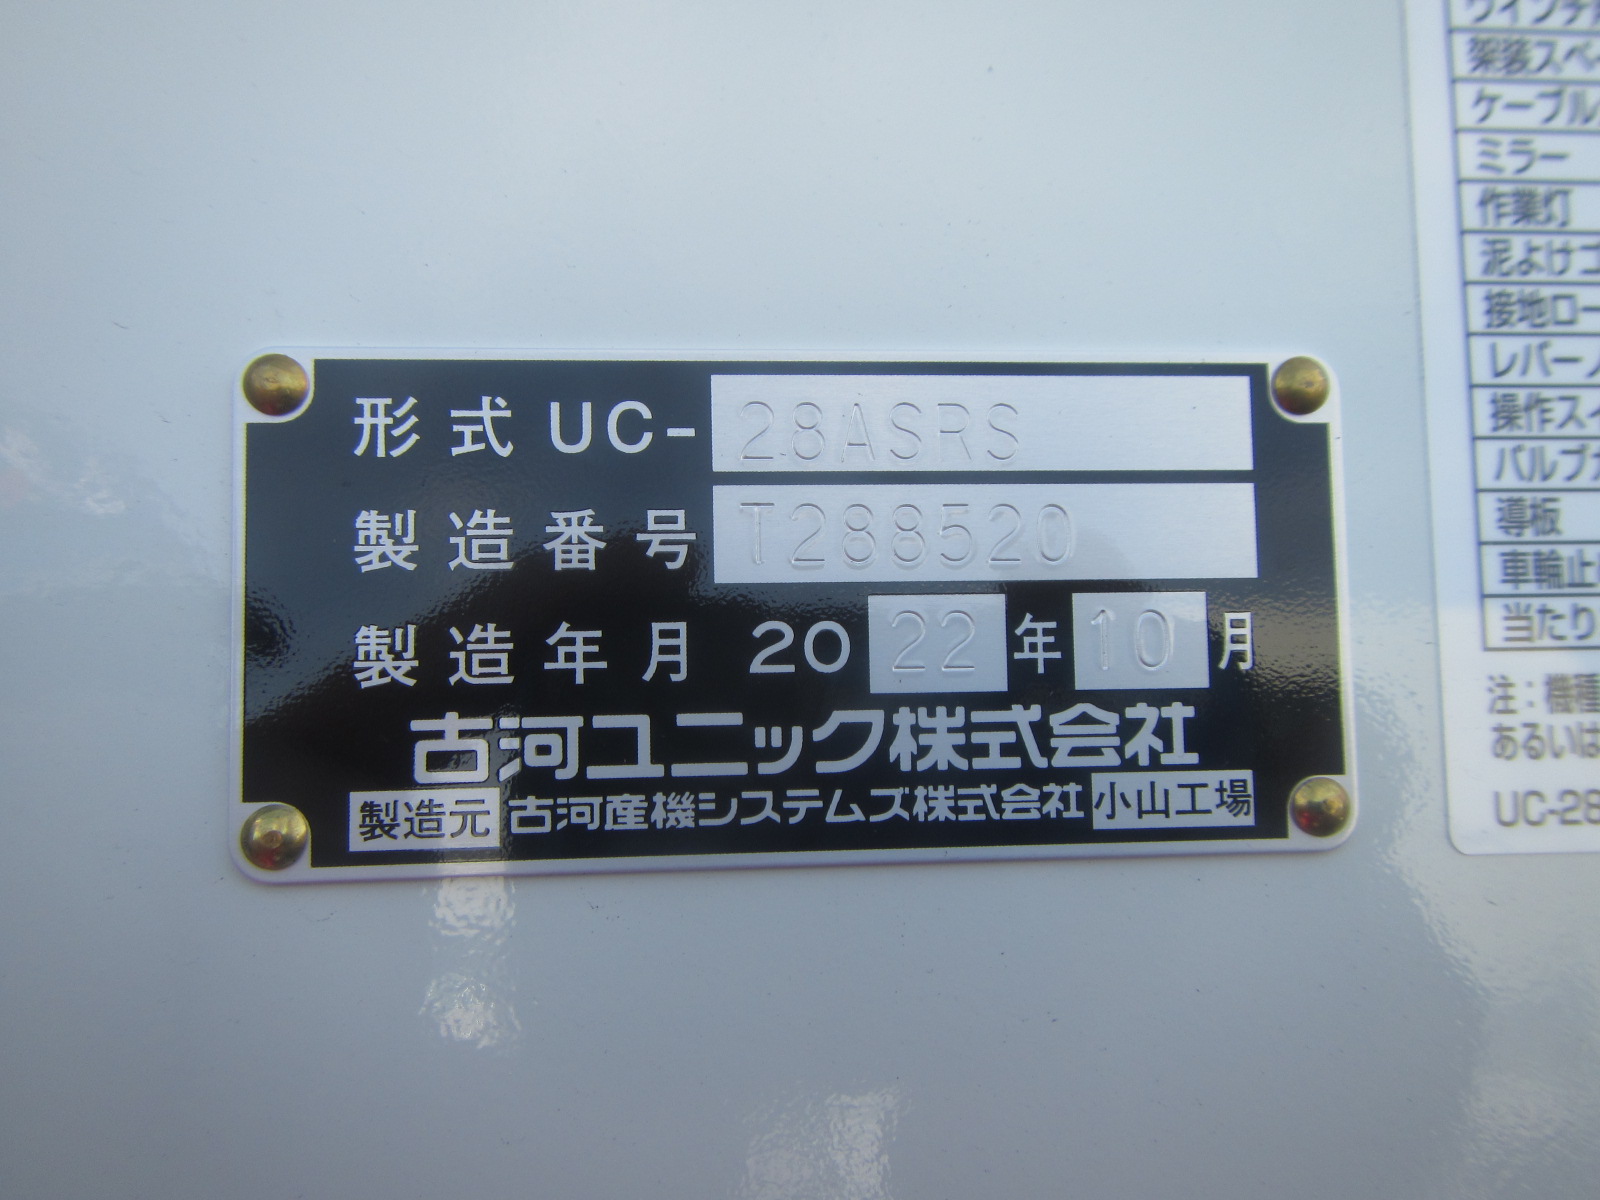 形式 UC-28ASRS
製造番号 T288520
製造年月 2022年10月
古河ユニック株式会社
製造元 古河産機システムズ株式会社 小山工場
架装スペ
ケーブル
ミラー
作業灯
泥よけゴ
接地ロー
レバー
操作スイ
バルブ
導板
車輪止
当たり
注：機種
あるいは
UC-28